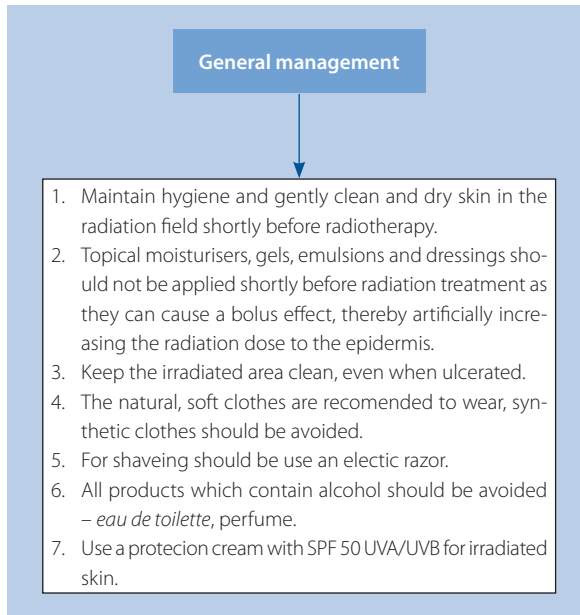 General management
1. Maintain hygiene and gently clean and dry skin in the
radiation field shortly before radiotherapy.
2. Topical moisturisers, gels, emulsions and dressings sho-
uld not be applied shortly before radiation treatment as
they can cause a bolus effect, thereby artificially incre-
asing the radiation dose to the epidermis.
3. Keep the irradiated area clean, even when ulcerated.
4. The natural, soft clothes are recomended to wear, syn-
thetic clothes should be avoided.
5. For shaveing should be use an electic razor.
6. All products which contain alcohol should be avoided
– eau de toilette, perfume.
7. Use a protecion cream with SPF 50 UVA/UVB for irradiated
skin.